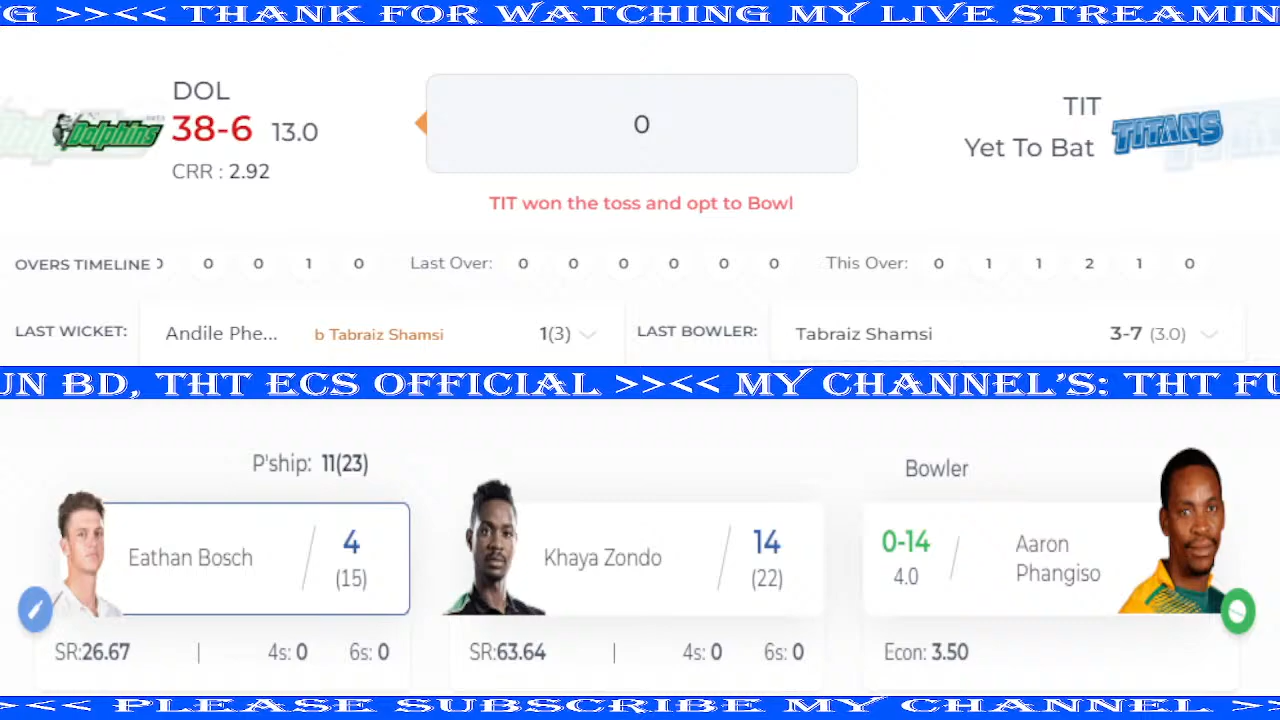 G >><< THANK FOR WATCHING MY LIVE STREAMIN
DOL
38-6 13.0
CRR : 2.92
Dolphins
0
TIT
Yet To Bat
TITANS
TIT won the toss and opt to Bowl
OVERS TIMELINE 0 0 0 1 0 Last Over: 0 0 0 0 0 0 This Over: 0 1 1 2 1 0
LAST WICKET: Andile Phe... b Tabraiz Shamsi 1(3) LAST BOWLER: Tabraiz Shamsi 3-7 (3.0)
UN BD, THT ECS OFFICIAL >><< MY CHANNEL'S: THT FU
P'ship: 11(23)
Bowler
Eathan Bosch 4 (15)
Khaya Zondo 14 (22)
0-14 4.0 Aaron Phangiso
SR:26.67 | 4s: 0 6s: 0
SR:63.64 | 4s: 0 6s: 0
Econ: 3.50
><< PLEASE SUBSCRIBE MY CHANNEL >>